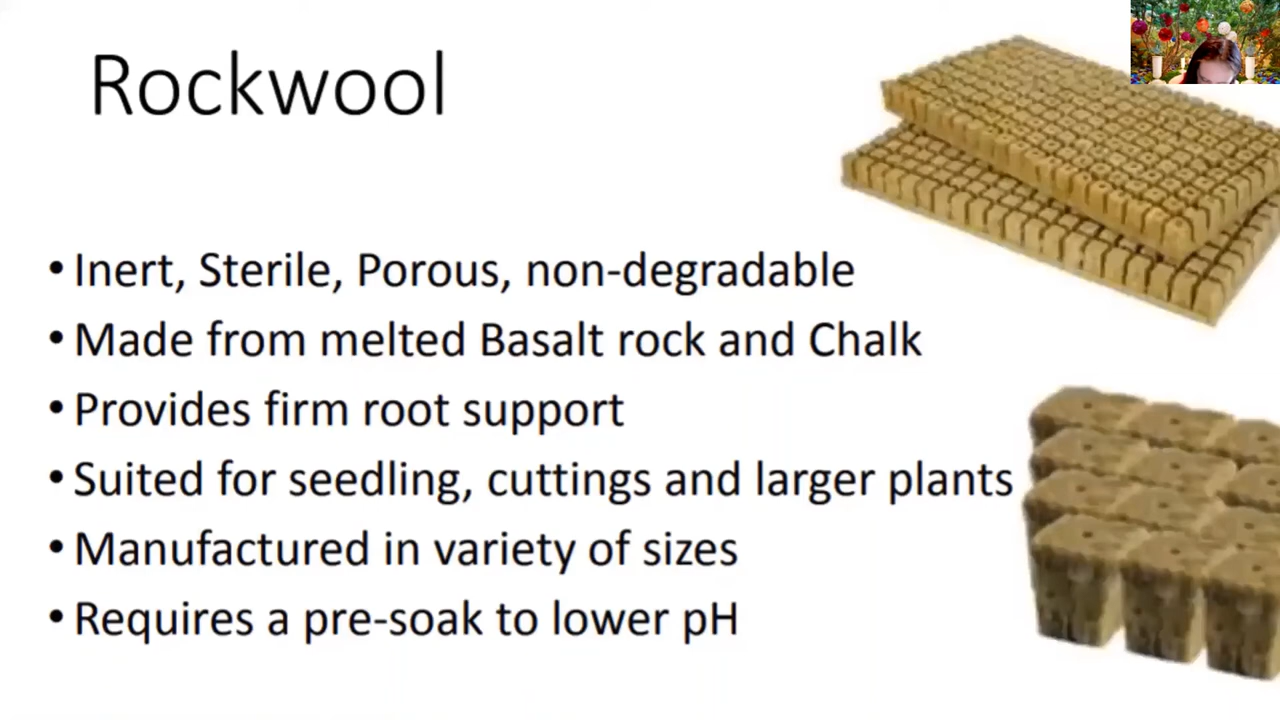 Rockwool
• Inert, Sterile, Porous, non-degradable
• Made from melted Basalt rock and Chalk
• Provides firm root support
• Suited for seedling, cuttings and larger plants
• Manufactured in variety of sizes
• Requires a pre-soak to lower pH